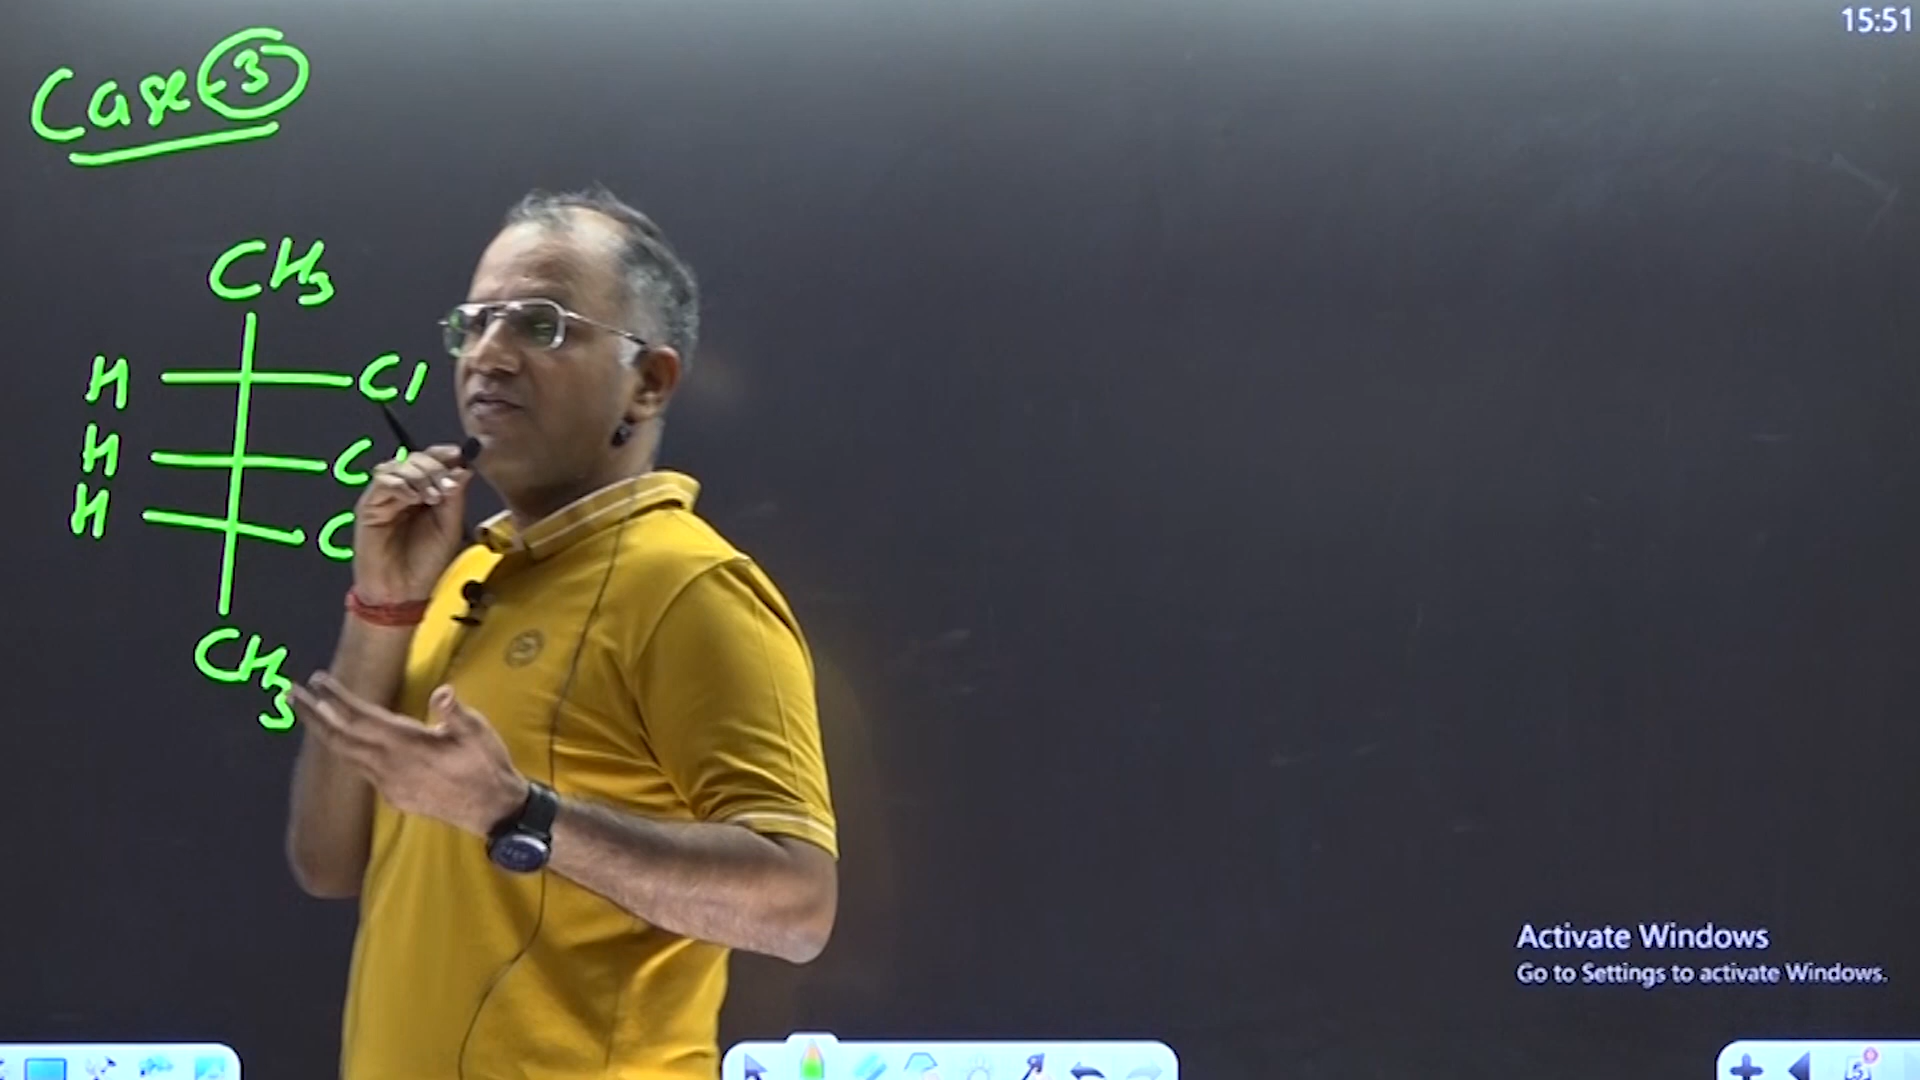 15:51
Case-3
CH3
H Cl
H
H
CH3
Activate Windows
Go to Settings to activate Windows.